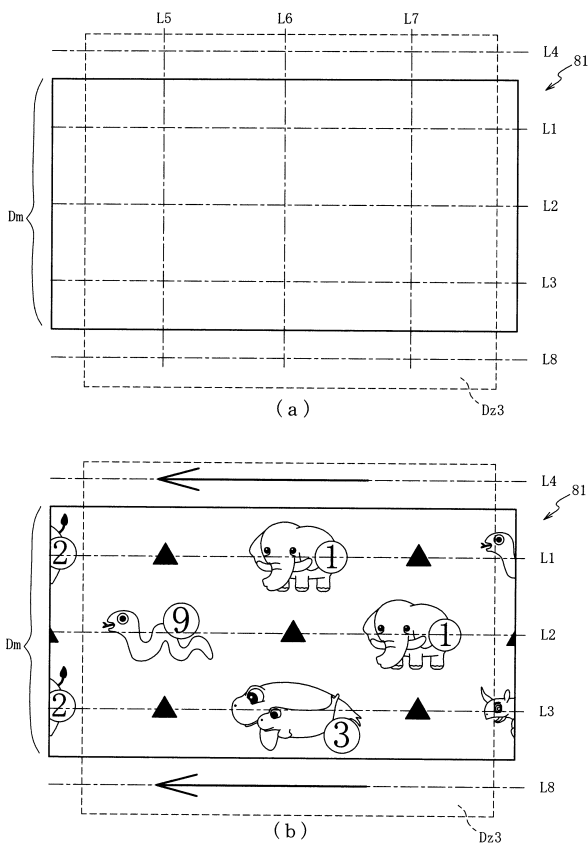 L5 L6 L7
L4
81
L1
Dm L2
L3
L8
(a)
Dz3
L4
81
② ① L1
Dm ⑨ ① L2
② L3
③
L8
(b)
Dz3